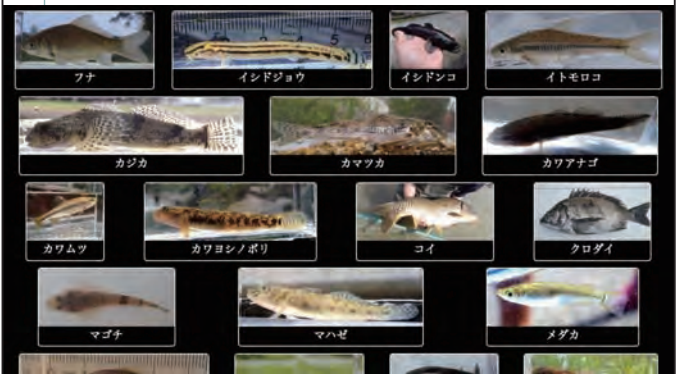 フナ
イシドジョウ
イシドンコ
イトモロコ
カジカ
カマツカ
カワアナゴ
カワムツ
カワヨシノボリ
コイ
クロダイ
マゴチ
マハゼ
メダカ